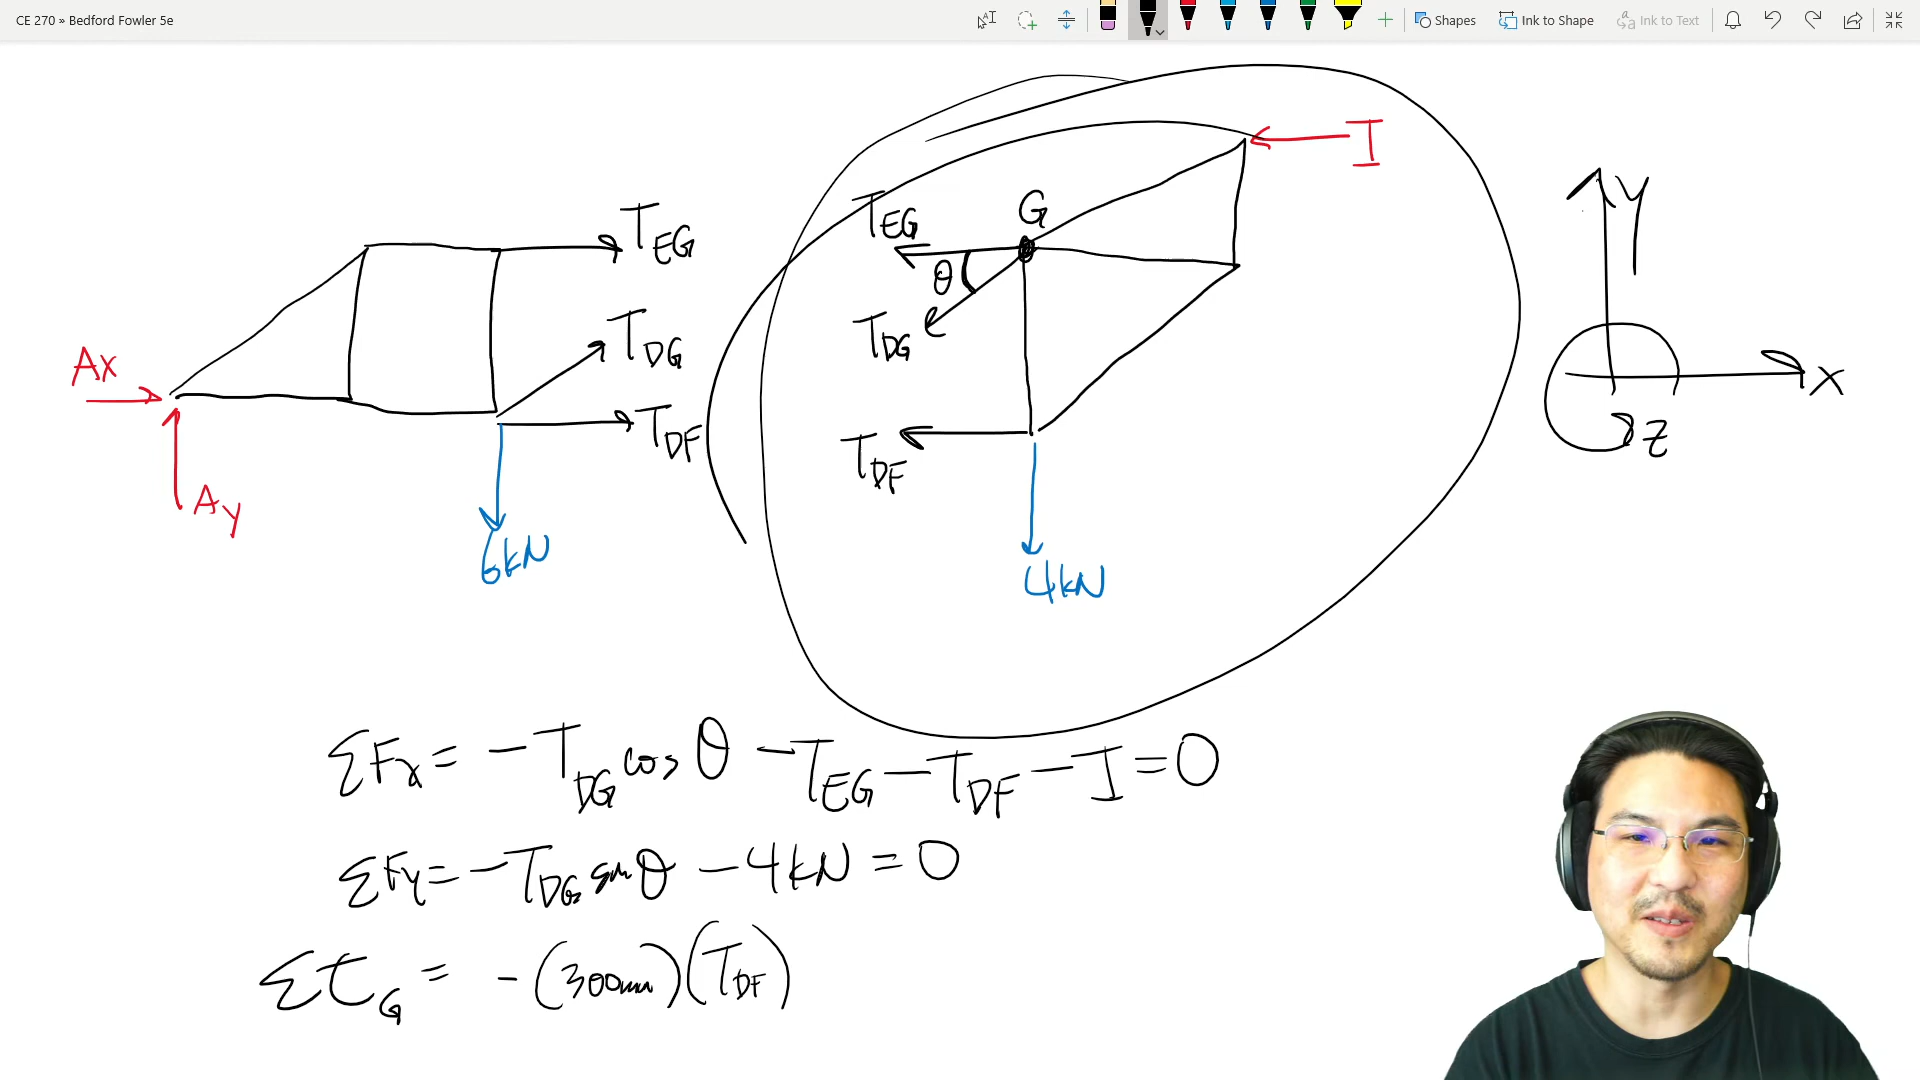 CE 270 » Bedford Fowler 5e
Shapes
Ink to Shape
Ink to Text
I
T_EG
G
T_EG
θ
Y
T_DG
T_DG
Ax
X
T_DF
T_DF
Z
Ay
6kN
4kN
ΣFx = -T_DG cos θ - T_EG - T_DF - I = 0
ΣFy = -T_DG sin θ - 4kN = 0
Στ_G = -(300mm)(T_DF)